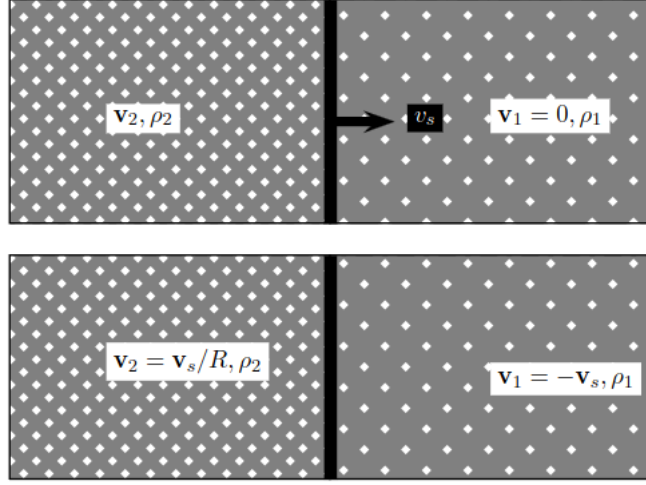 v₂, ρ₂
vₛ
v₁ = 0, ρ₁
v₂ = vₛ/R, ρ₂
v₁ = −vₛ, ρ₁